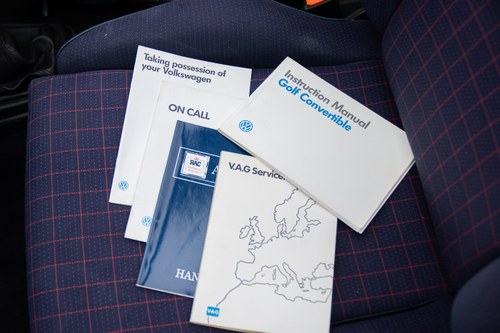 Taking possession of
your Volkswagen
ON CALL
Instruction Manual
Golf Convertible
RAC
V.A.G Service
HAN
V·A·G